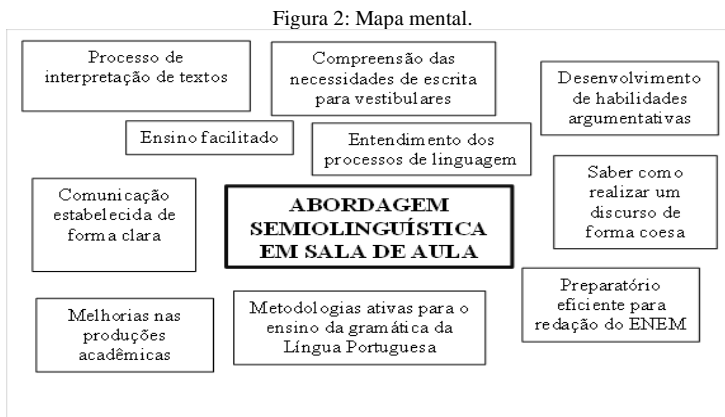 Figura 2: Mapa mental.
Processo de
interpretação de textos
Compreensão das
necessidades de escrita
para vestibulares
Desenvolvimento
de habilidades
argumentativas
Ensino facilitado
Entendimento dos
processos de linguagem
Comunicação
estabelecida de
forma clara
ABORDAGEM
SEMIOLINGUÍSTICA
EM SALA DE AULA
Saber como
realizar um
discurso de
forma coesa
Melhorias nas
produções
acadêmicas
Metodologias ativas para o
ensino da gramática da
Língua Portuguesa
Preparatório
eficiente para
redação do ENEM